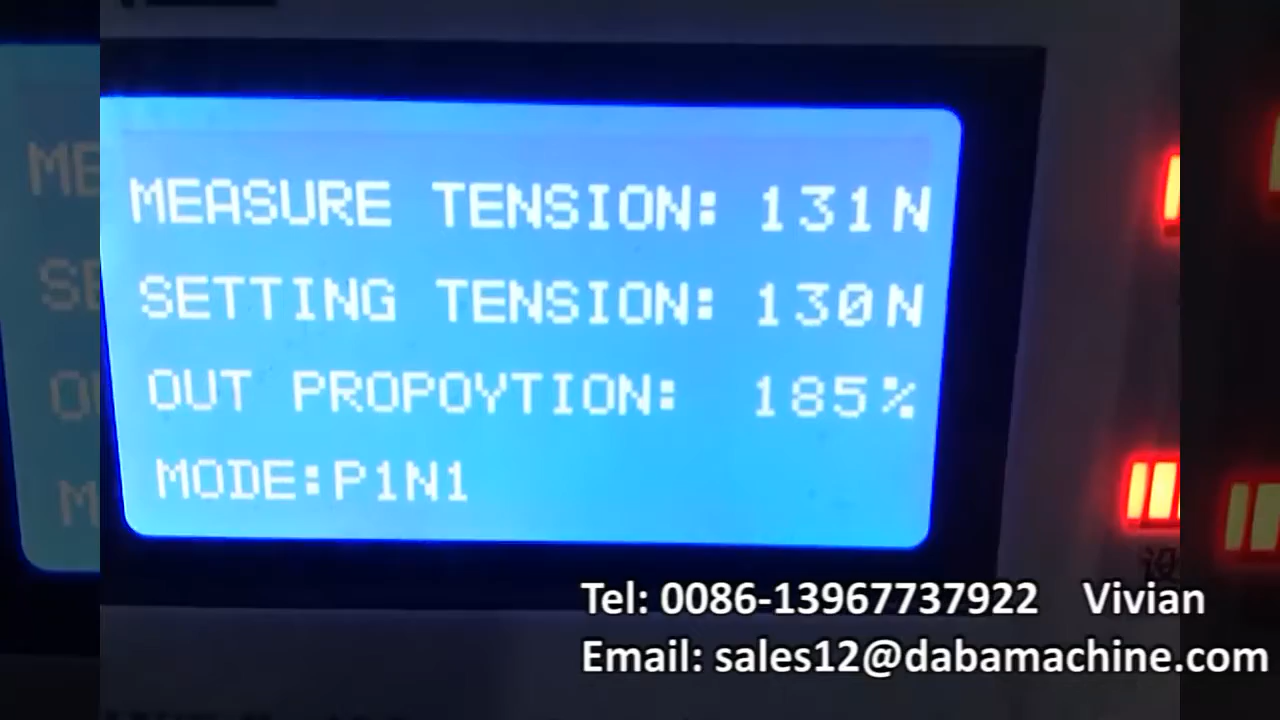 MEASURE TENSION: 131N
SETTING TENSION: 130N
OUT PROPOYTION: 185%
MODE:P1N1
设
Tel: 0086-13967737922 Vivian
Email: sales12@dabamachine.com